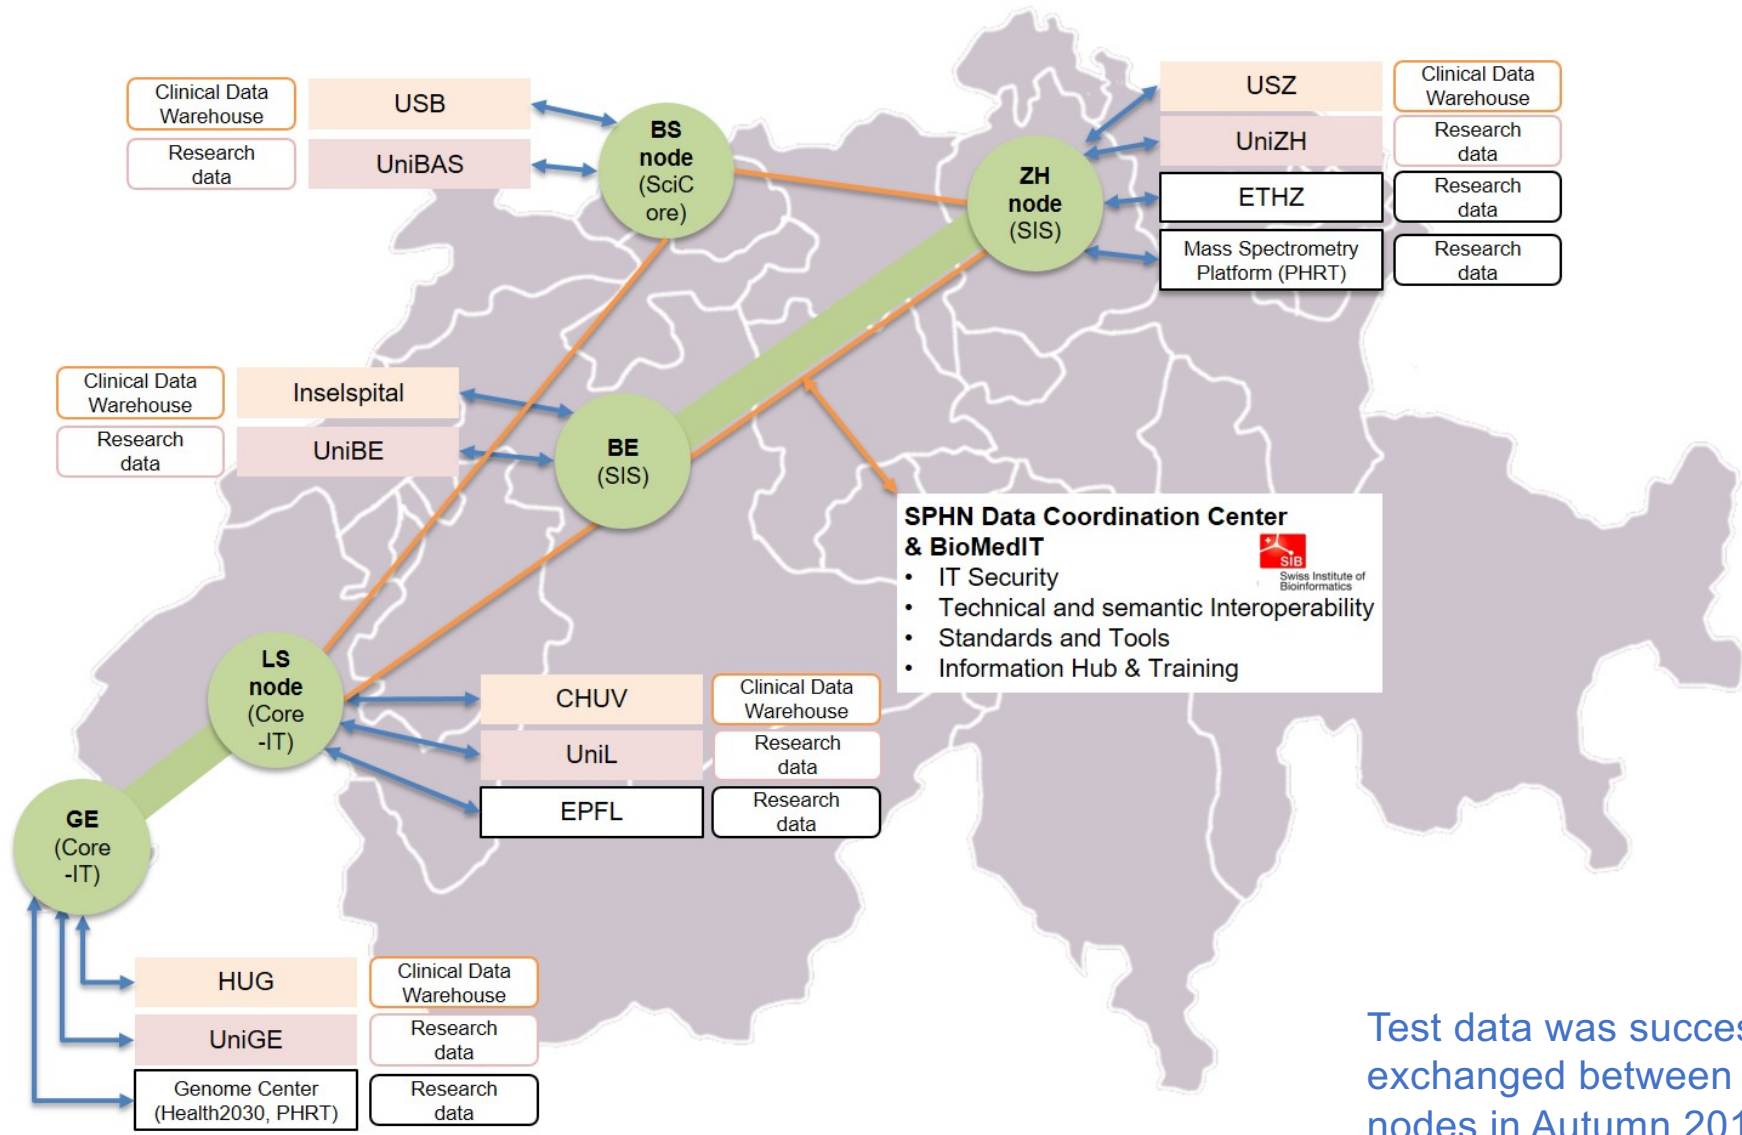 Clinical Data
Warehouse
USB
Research
data
UniBAS
BS
node
(SciC
ore)
ZH
node
(SIS)
USZ
Clinical Data
Warehouse
UniZH
Research
data
ETHZ
Research
data
Mass Spectrometry
Platform (PHRT)
Research
data
Clinical Data
Warehouse
Inselspital
Research
data
UniBE
BE
(SIS)
SPHN Data Coordination Center
& BioMedIT
• IT Security
• Technical and semantic Interoperability
• Standards and Tools
• Information Hub & Training
SIB
Swiss Institute of
Bioinformatics
LS
node
(Core
-IT)
CHUV
Clinical Data
Warehouse
UniL
Research
data
EPFL
Research
data
GE
(Core
-IT)
HUG
Clinical Data
Warehouse
UniGE
Research
data
Genome Center
(Health2030, PHRT)
Research
data
Test data was
exchanged between
nodes in Autumn